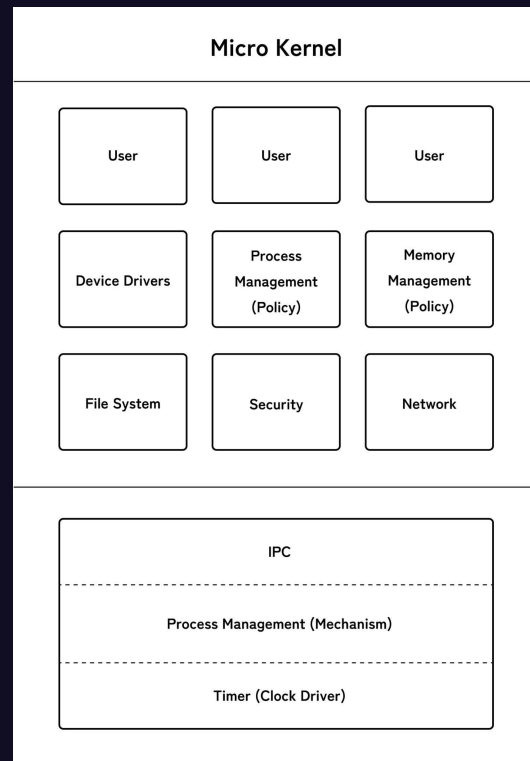 Micro Kernel
User
User
User
Device Drivers
Process
Management
(Policy)
Memory
Management
(Policy)
File System
Security
Network
IPC
Process Management (Mechanism)
Timer (Clock Driver)